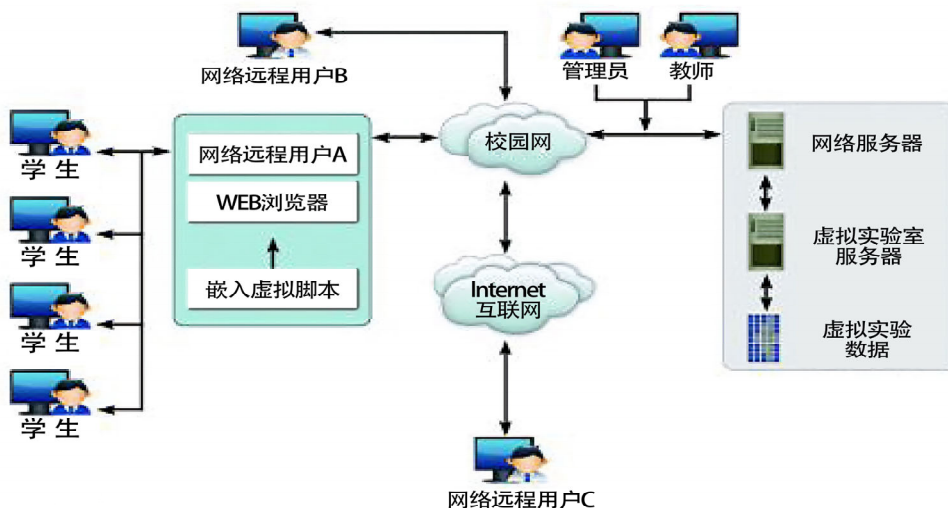 网络远程用户B
管理员
教师
学生
学生
学生
学生
网络远程用户A
WEB浏览器
嵌入虚拟脚本
校园网
Internet
互联网
网络远程用户C
网络服务器
虚拟实验室
服务器
虚拟实验
数据